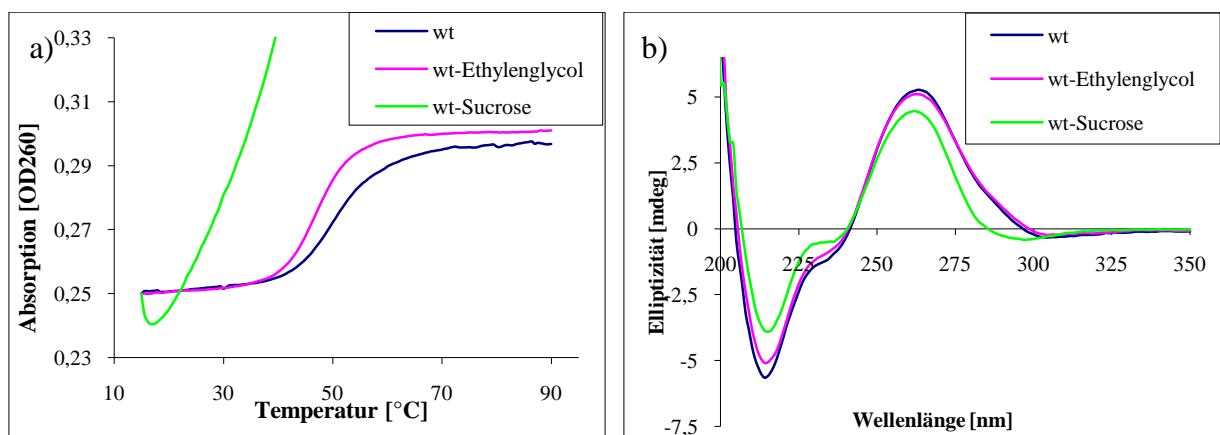 a)
0,33
0,31
0,29
0,27
0,25
0,23
Absorption [OD260]
10 30 50 70 90
Temperatur [°C]
wt
wt-Ethylenglycol
wt-Sucrose
b)
5
2,5
0
-2,5
-5
-7,5
Elliptizität [mdeg]
200 225 250 275 300 325 350
Wellenlänge [nm]
wt
wt-Ethylenglycol
wt-Sucrose